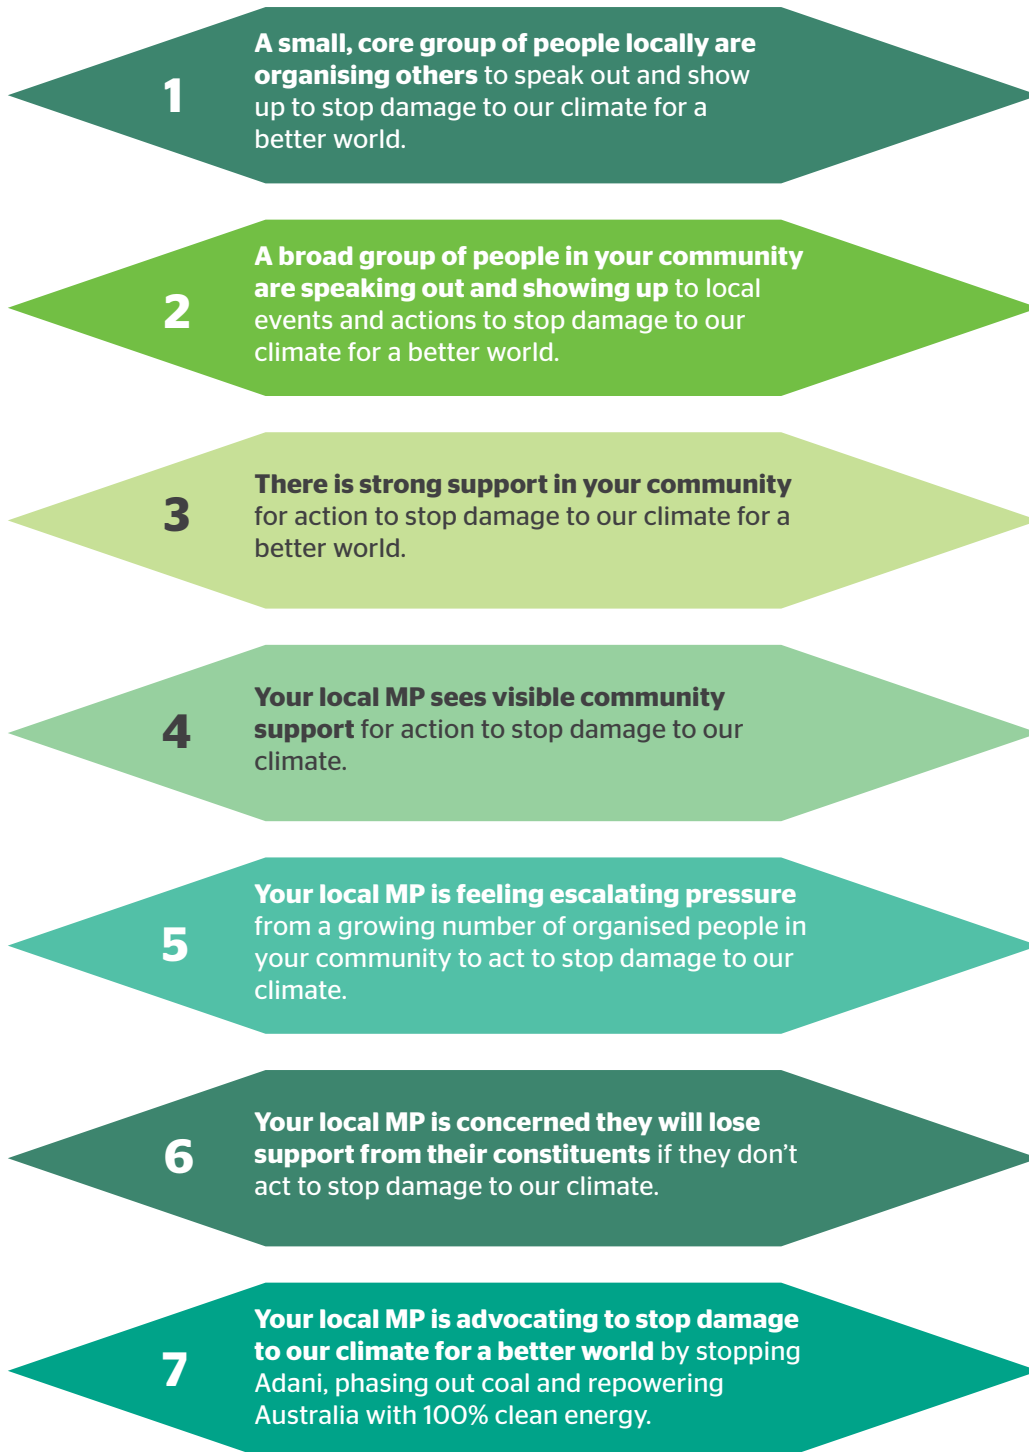 1
A small, core group of people locally are
organising others to speak out and show
up to stop damage to our climate for a
better world.
2
A broad group of people in your community
are speaking out and showing up to local
events and actions to stop damage to our
climate for a better world.
3
There is strong support in your community
for action to stop damage to our climate for a
better world.
4
Your local MP sees visible community
support for action to stop damage to our
climate.
5
Your local MP is feeling escalating pressure
from a growing number of organised people in
your community to act to stop damage to our
climate.
6
Your local MP is concerned they will lose
support from their constituents if they don’t
act to stop damage to our climate.
7
Your local MP is advocating to stop damage
to our climate for a better world by stopping
Adani, phasing out coal and repowering
Australia with 100% clean energy.